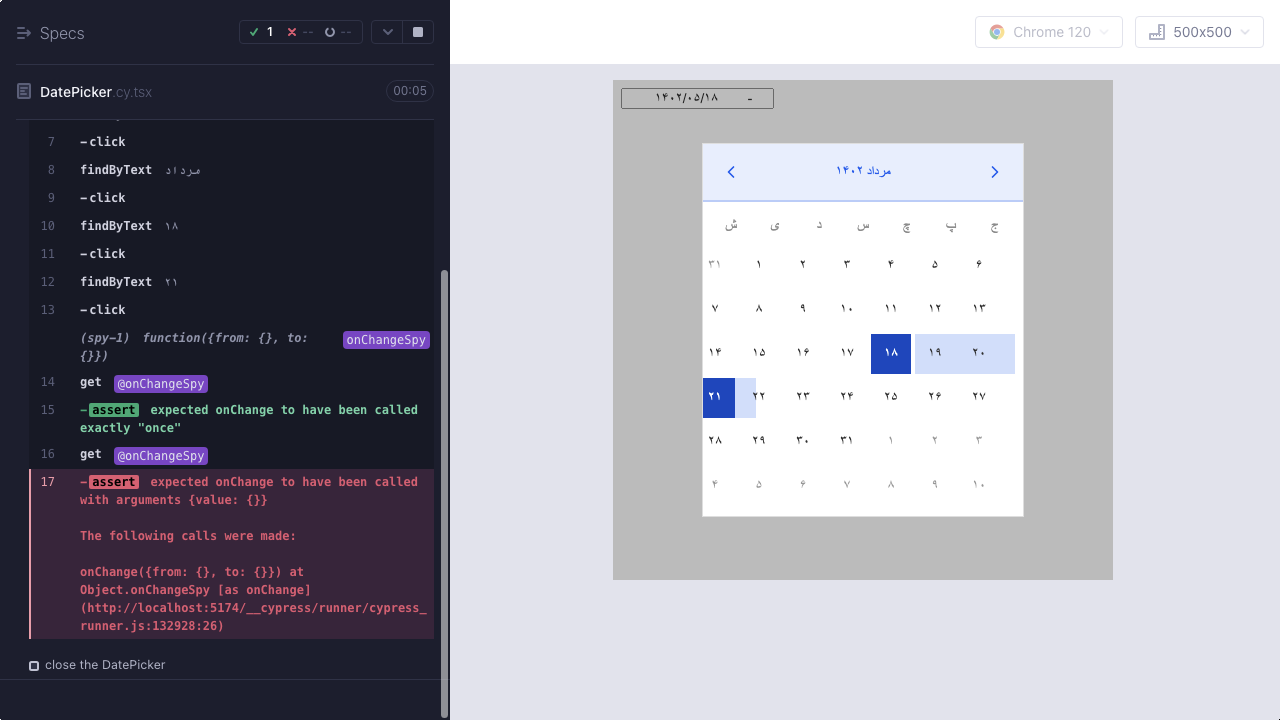 Specs
1
--
--
Chrome 120
500x500
DatePicker.cy.tsx
00:05
7 -click
8 findByText مرداد
9 -click
10 findByText ۱۸
11 -click
12 findByText ۲۱
13 -click
(spy-1) function({from: {}, to: {}}) onChangeSpy
14 get @onChangeSpy
15 -assert expected onChange to have been called
exactly "once"
16 get @onChangeSpy
17 -assert expected onChange to have been called
with arguments {value: {}}
The following calls were made:
onChange({from: {}, to: {}}) at
Object.onChangeSpy [as onChange]
(http://localhost:5174/__cypress/runner/cypress_
runner.js:132928:26)
close the DatePicker
۱۴۰۲/۰۵/۱۸ -
مرداد ۱۴۰۲
ش ی د س چ پ ج
۳۱ ۱ ۲ ۳ ۴ ۵ ۶
۷ ۸ ۹ ۱۰ ۱۱ ۱۲ ۱۳
۱۴ ۱۵ ۱۶ ۱۷ ۱۸ ۱۹ ۲۰
۲۱ ۲۲ ۲۳ ۲۴ ۲۵ ۲۶ ۲۷
۲۸ ۲۹ ۳۰ ۳۱ ۱ ۲ ۳
۴ ۵ ۶ ۷ ۸ ۹ ۱۰